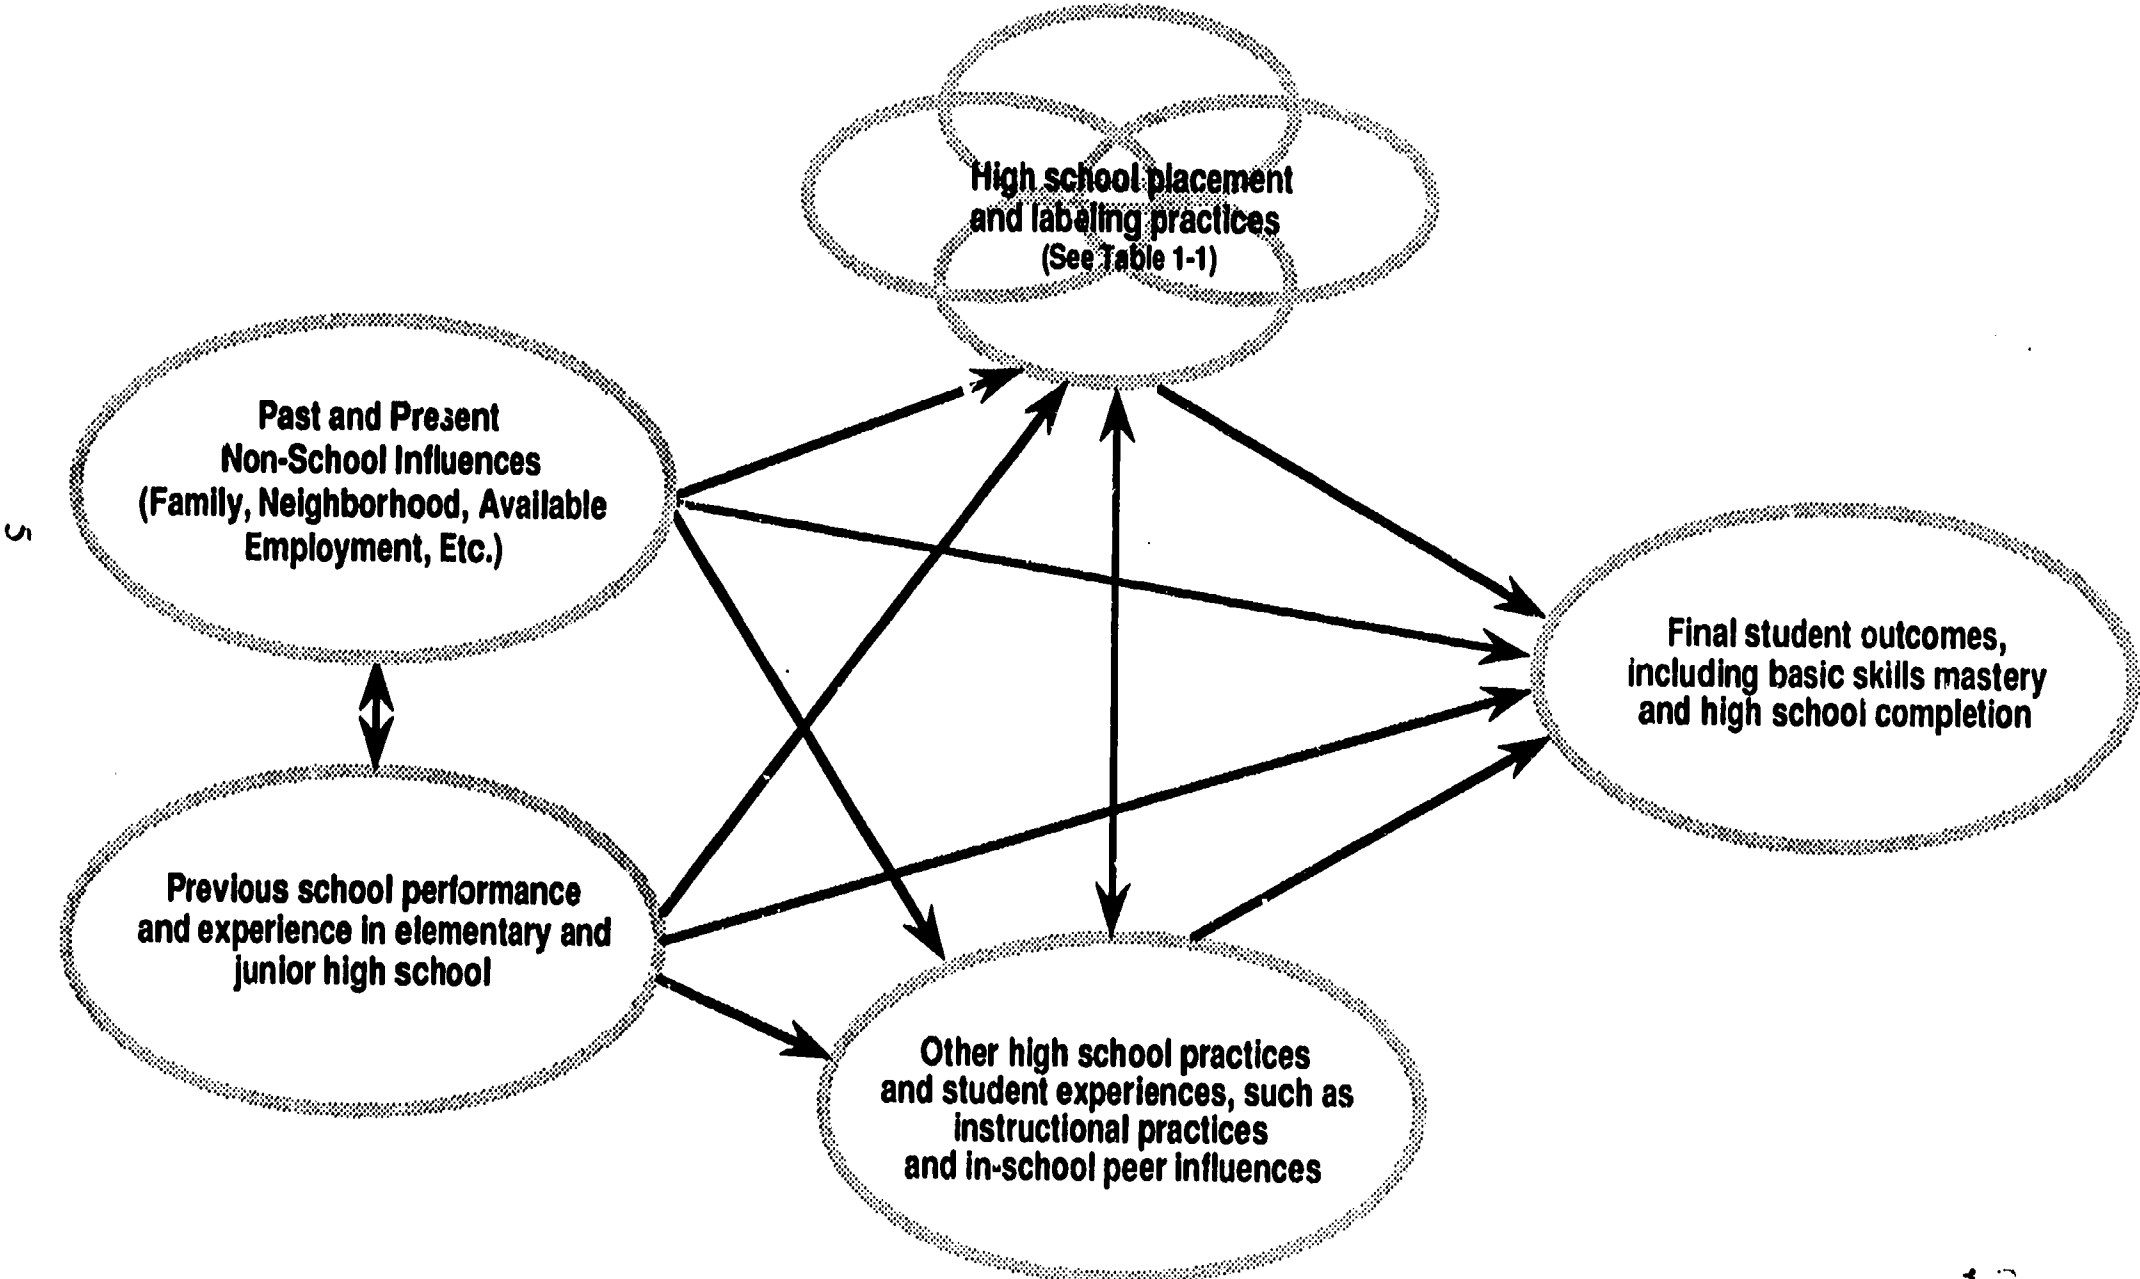 High school placement
and labeling practices
(See Table 1-1)
Past and Present
Non-School Influences
(Family, Neighborhood, Available
Employment, Etc.)
5
Final student outcomes,
including basic skills mastery
and high school completion
Previous school performance
and experience in elementary and
junior high school
Other high school practices
and student experiences, such as
instructional practices
and in-school peer influences